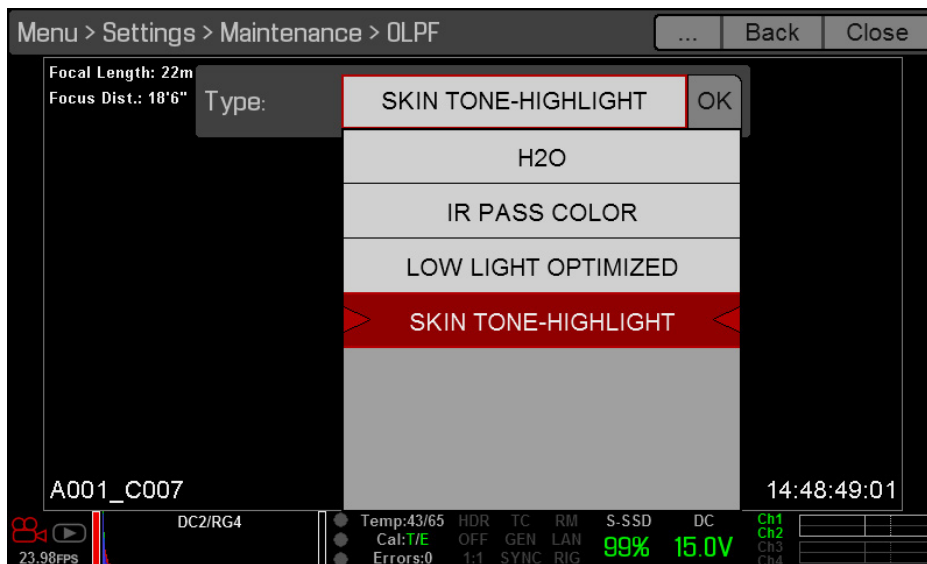 Menu > Settings > Maintenance > OLPF ... Back Close
Focal Length: 22m
Focus Dist.: 18'6"
Type: SKIN TONE-HIGHLIGHT OK
H2O
IR PASS COLOR
LOW LIGHT OPTIMIZED
SKIN TONE-HIGHLIGHT
A001_C007 14:48:49:01
DC2/RG4 Temp:43/65 HDR TC RM S-SSD DC Ch1
Cal:T/E OFF GEN LAN 99% 15.0V Ch2
Ch3
23.98FPS Errors:0 1:1 SYNC RIG Ch4